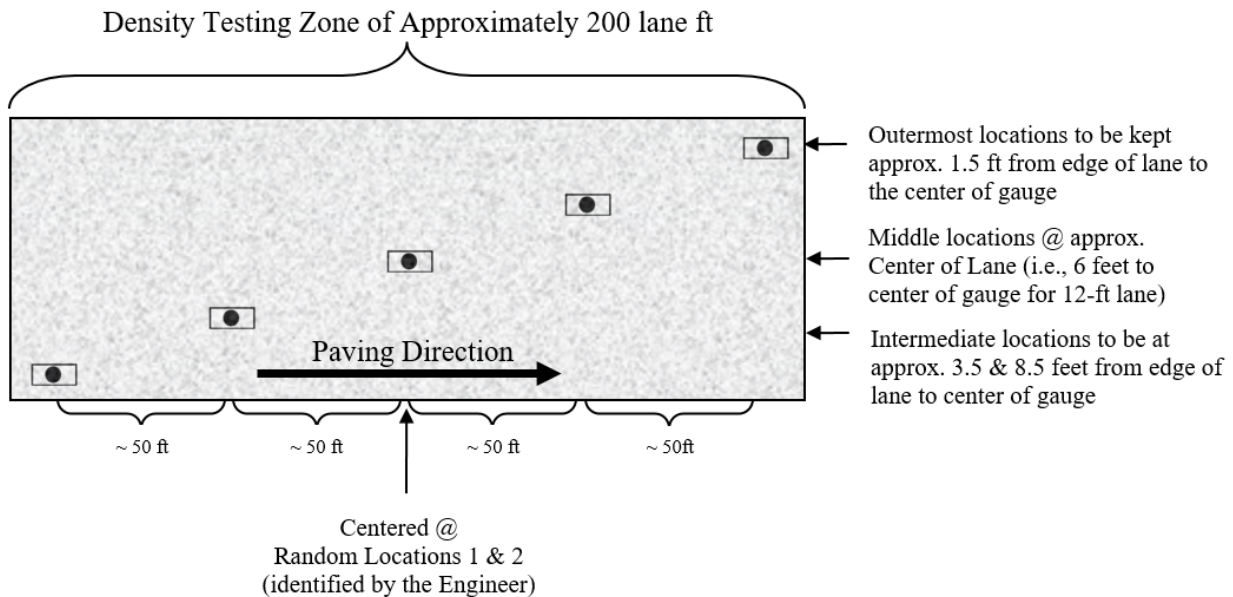 Density Testing Zone of Approximately 200 lane ft
Outermost locations to be kept
approx. 1.5 ft from edge of lane to
the center of gauge
Middle locations @ approx.
Center of Lane (i.e., 6 feet to
center of gauge for 12-ft lane)
Intermediate locations to be at
approx. 3.5 & 8.5 feet from edge of
lane to center of gauge
Paving Direction
~ 50 ft
~ 50 ft
~ 50 ft
~ 50ft
Centered @
Random Locations 1 & 2
(identified by the Engineer)